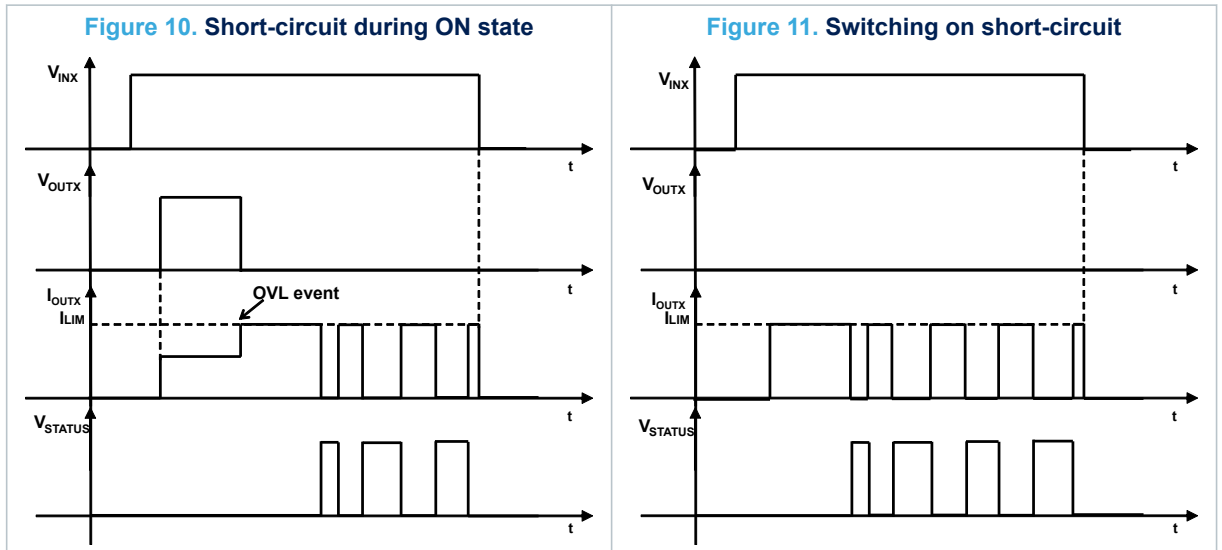 Figure 10. Short-circuit during ON state
VINX
t
VOUTX
t
IOUTX
ILIM
OVL event
t
VSTATUS
t
Figure 11. Switching on short-circuit
VINX
t
VOUTX
t
IOUTX
ILIM
t
VSTATUS
t